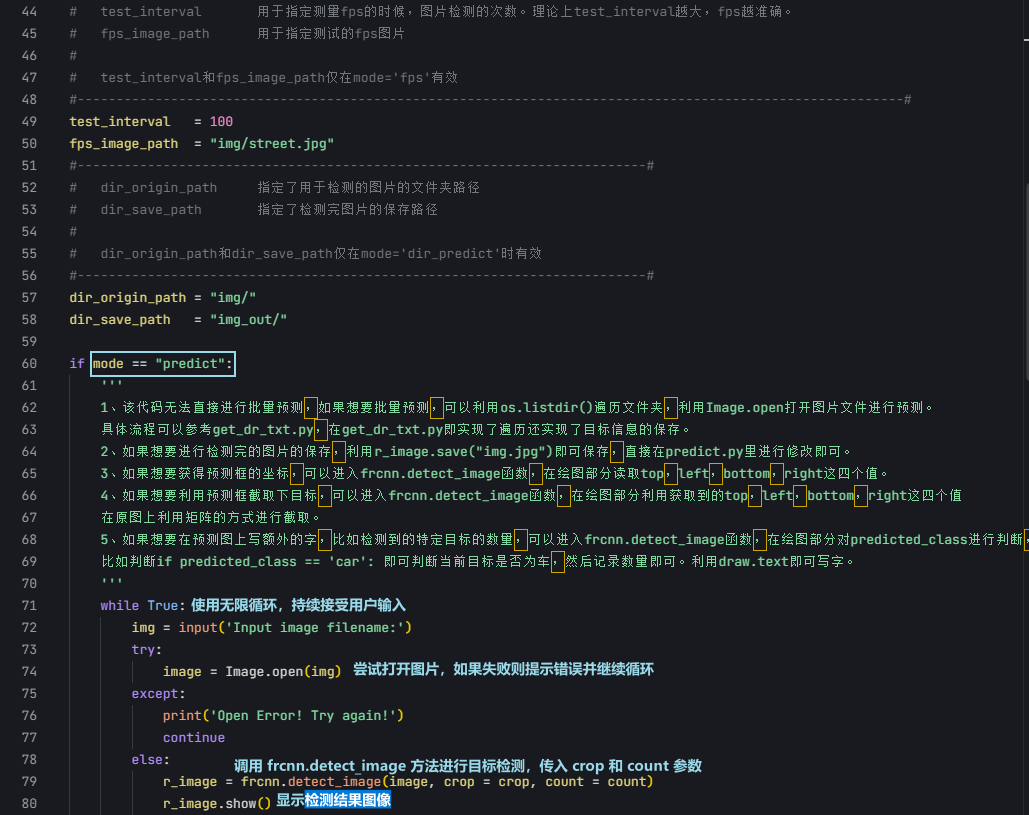 44 # test_interval 用于指定测量fps的时候，图片检测的次数。理论上test_interval越大，fps越准确。
45 # fps_image_path 用于指定测试的fps图片
46 #
47 # test_interval和fps_image_path仅在mode='fps'有效
48 #----------------------------------------------------------------------------------------------------------#
49 test_interval = 100
50 fps_image_path = "img/street.jpg"
51 #-------------------------------------------------------------------------#
52 # dir_origin_path 指定了用于检测的图片的文件夹路径
53 # dir_save_path 指定了检测完图片的保存路径
54 #
55 # dir_origin_path和dir_save_path仅在mode='dir_predict'时有效
56 #-------------------------------------------------------------------------#
57 dir_origin_path = "img/"
58 dir_save_path = "img_out/"
59
60 if mode == "predict":
61 '''
62 1、该代码无法直接进行批量预测，如果想要批量预测，可以利用os.listdir()遍历文件夹，利用Image.open打开图片文件进行预测。
63 具体流程可以参考get_dr_txt.py，在get_dr_txt.py即实现了遍历还实现了目标信息的保存。
64 2、如果想要进行检测完的图片的保存，利用r_image.save("img.jpg")即可保存，直接在predict.py里进行修改即可。
65 3、如果想要获得预测框的坐标，可以进入frcnn.detect_image函数，在绘图部分读取top，left，bottom，right这四个值。
66 4、如果想要利用预测框截取下目标，可以进入frcnn.detect_image函数，在绘图部分利用获取到的top，left，bottom，right这四个值
67 在原图上利用矩阵的方式进行截取。
68 5、如果想要在预测图上写额外的字，比如检测到的特定目标的数量，可以进入frcnn.detect_image函数，在绘图部分对predicted_class进行判断，
69 比如判断if predicted_class == 'car': 即可判断当前目标是否为车，然后记录数量即可。利用draw.text即可写字。
70 '''
71 while True: 使用无限循环，持续接受用户输入
72 img = input('Input image filename:')
73 try:
74 image = Image.open(img) 尝试打开图片，如果失败则提示错误并继续循环
75 except:
76 print('Open Error! Try again!')
77 continue
78 else: 调用 frcnn.detect_image 方法进行目标检测，传入 crop 和 count 参数
79 r_image = frcnn.detect_image(image, crop = crop, count = count)
80 r_image.show() 显示检测结果图像